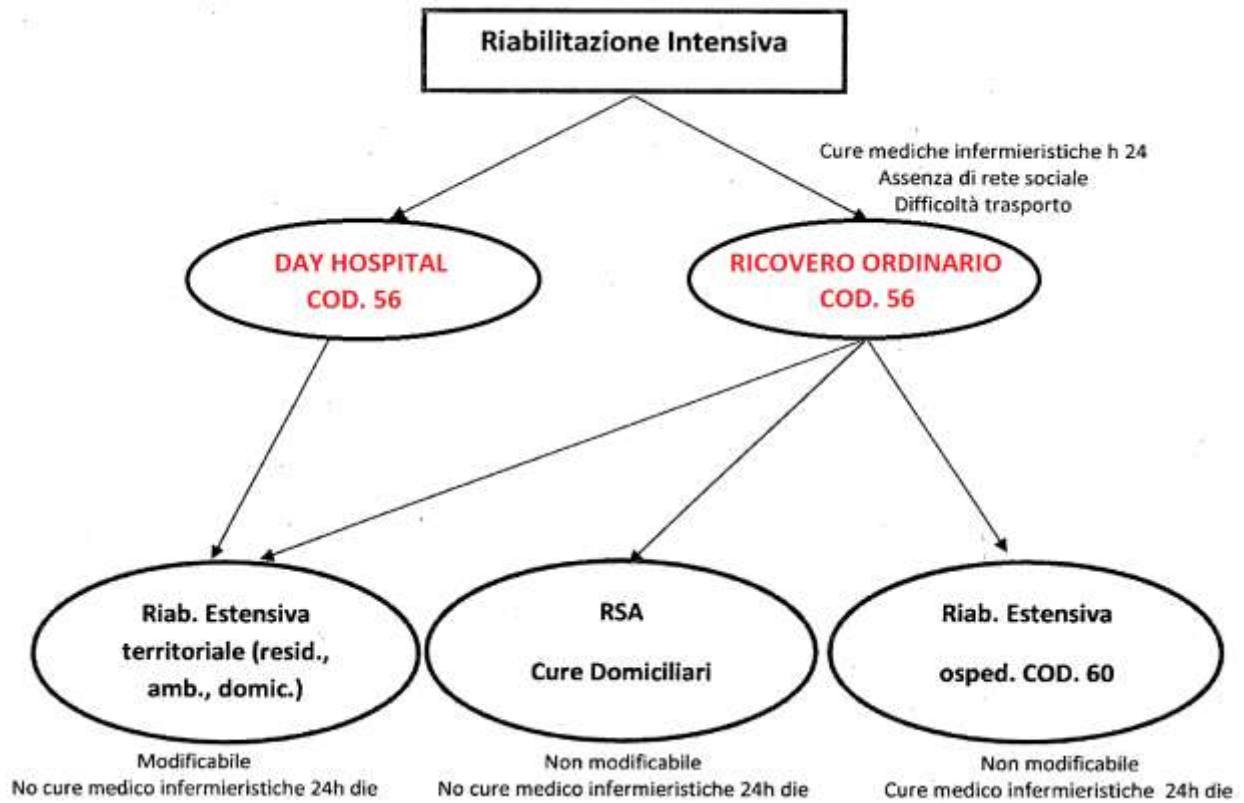 Riabilitazione Intensiva
Cure mediche infermieristiche h 24
Assenza di rete sociale
Difficoltà trasporto
DAY HOSPITAL
COD. 56
RICOVERO ORDINARIO
COD. 56
Riab. Estensiva
territoriale (resid.,
amb., domic.)
RSA
Cure Domiciliari
Riab. Estensiva
osped. COD. 60
Modificabile
No cure medico infermieristiche 24h die
Non modificabile
No cure medico infermieristiche 24h die
Non modificabile
Cure medico infermieristiche 24h die